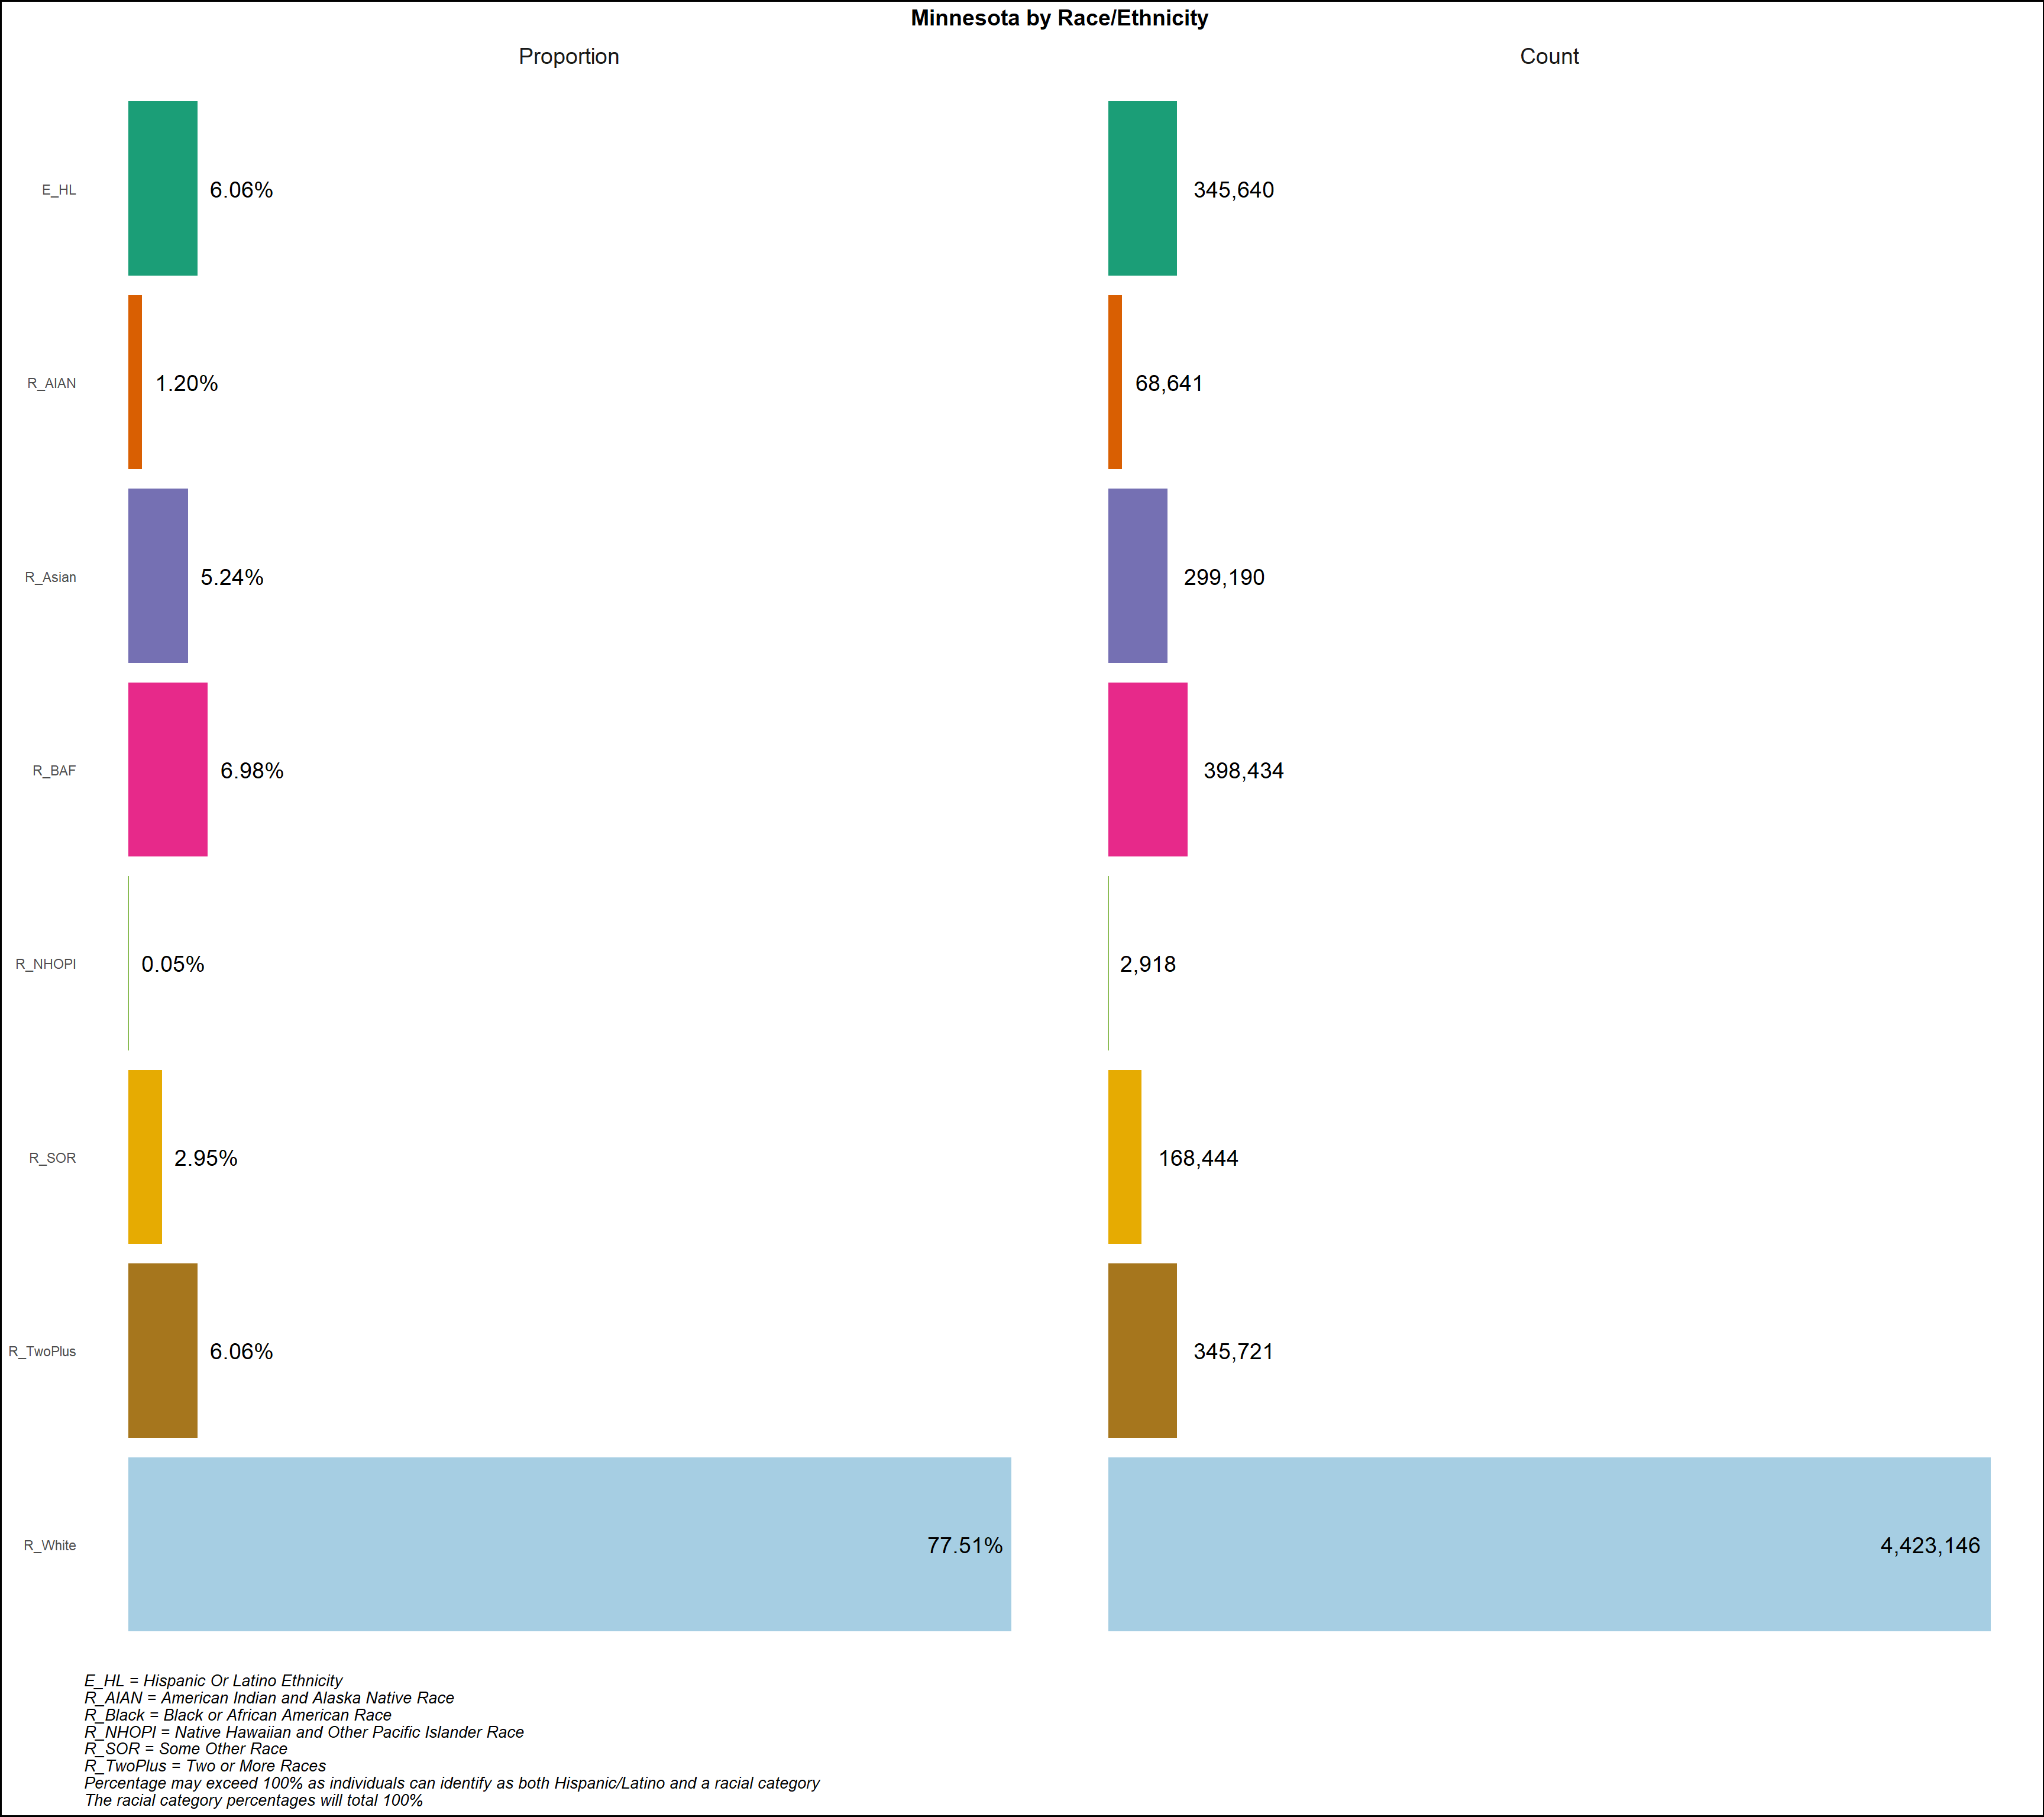 Minnesota by Race/Ethnicity
Proportion Count
E_HL 6.06% 345,640
R_AIAN 1.20% 68,641
R_Asian 5.24% 299,190
R_BAF 6.98% 398,434
R_NHOPI 0.05% 2,918
R_SOR 2.95% 168,444
R_TwoPlus 6.06% 345,721
R_White 77.51% 4,423,146
E_HL = Hispanic Or Latino Ethnicity
R_AIAN = American Indian and Alaska Native Race
R_Black = Black or African American Race
R_NHOPI = Native Hawaiian and Other Pacific Islander Race
R_SOR = Some Other Race
R_TwoPlus = Two or More Races
Percentage may exceed 100% as individuals can identify as both Hispanic/Latino and a racial category
The racial category percentages will total 100%